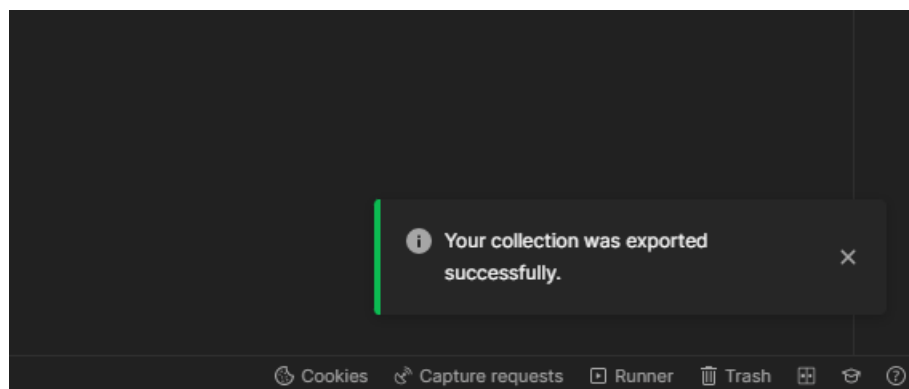 Your collection was exported
successfully.
Cookies Capture requests Runner Trash